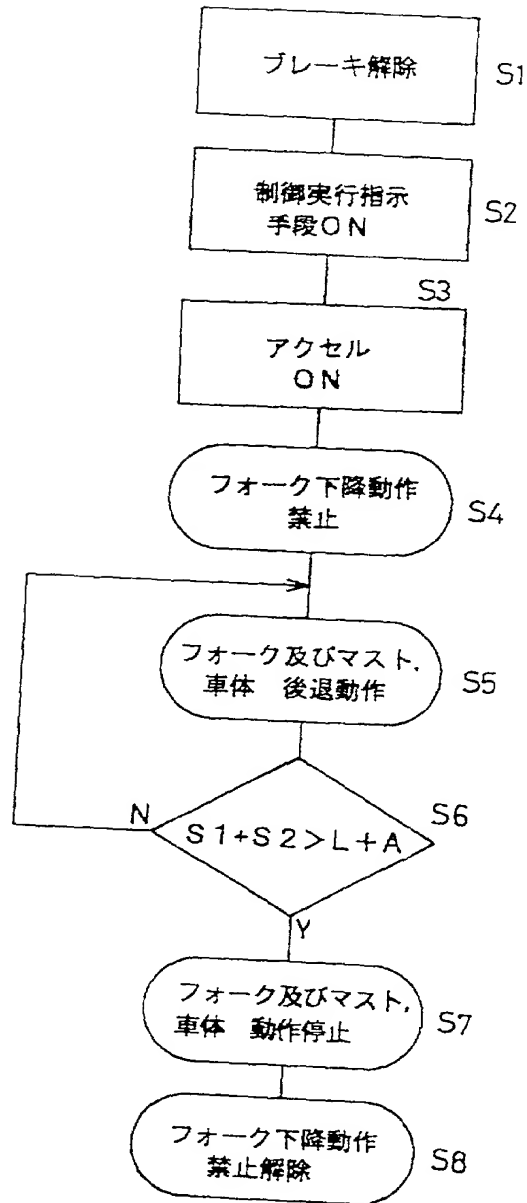 ブレーキ解除
S1
制御実行指示
手段ON
S2
S3
アクセル
ON
フォーク下降動作
禁止
S4
フォーク及びマスト,
車体 後退動作
S5
N
S6
S1+S2>L+A
Y
フォーク及びマスト,
車体 動作停止
S7
フォーク下降動作
禁止解除
S8